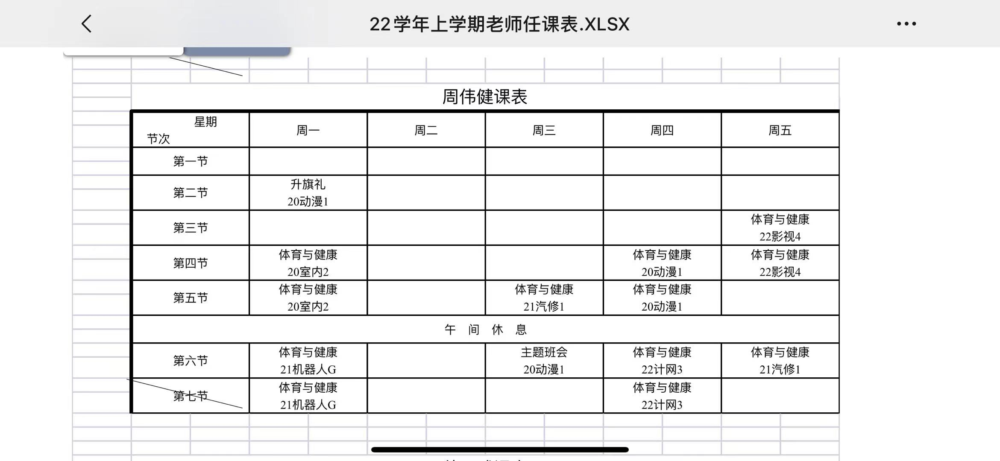 22学年上学期老师任课表.XLSX
周伟健课表
星期
节次
周一
周二
周三
周四
周五
第一节
第二节
升旗礼
20动漫1
第三节
体育与健康
22影视4
第四节
体育与健康
20室内2
体育与健康
20动漫1
体育与健康
22影视4
第五节
体育与健康
20室内2
体育与健康
21汽修1
体育与健康
20动漫1
午 间 休 息
第六节
体育与健康
21机器人G
主题班会
20动漫1
体育与健康
22计网3
体育与健康
21汽修1
第七节
体育与健康
21机器人G
体育与健康
22计网3